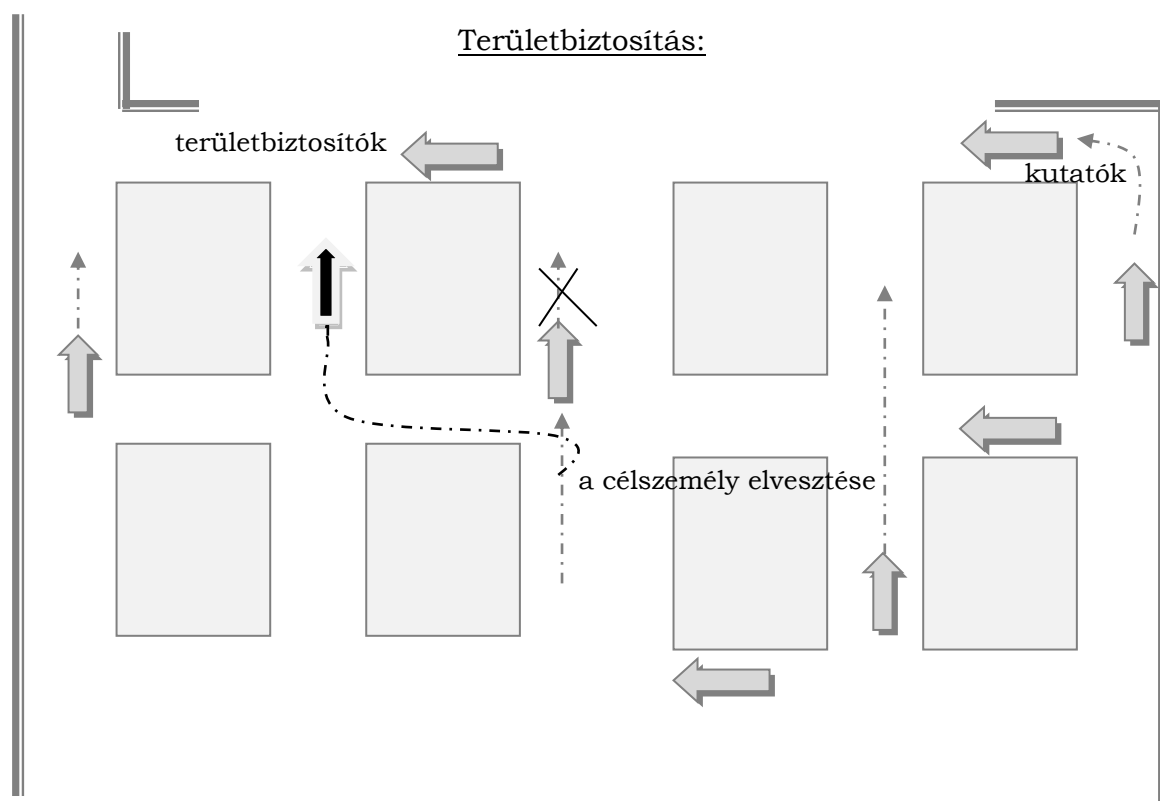 Területbiztosítás:
területbiztosítók
kutatók
a célszemély elvesztése